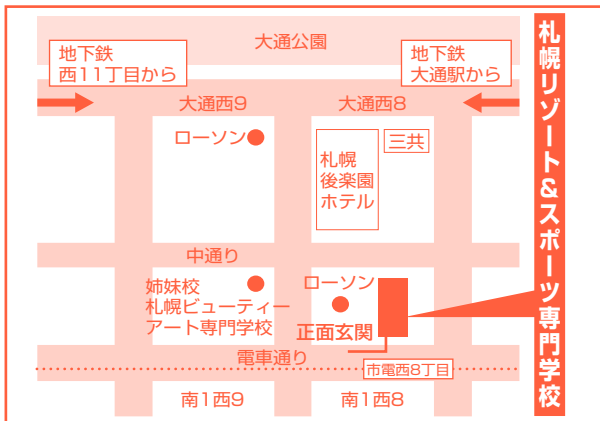 大通公園
地下鉄
西11丁目から
地下鉄
大通駅から
大通西9
大通西8
ローソン
三共
札幌
後楽園
ホテル
中通り
姉妹校
札幌ビューティー
アート専門学校
ローソン
正面玄関
電車通り
市電西8丁目
南1西9
南1西8
札幌リゾート&スポーツ専門学校